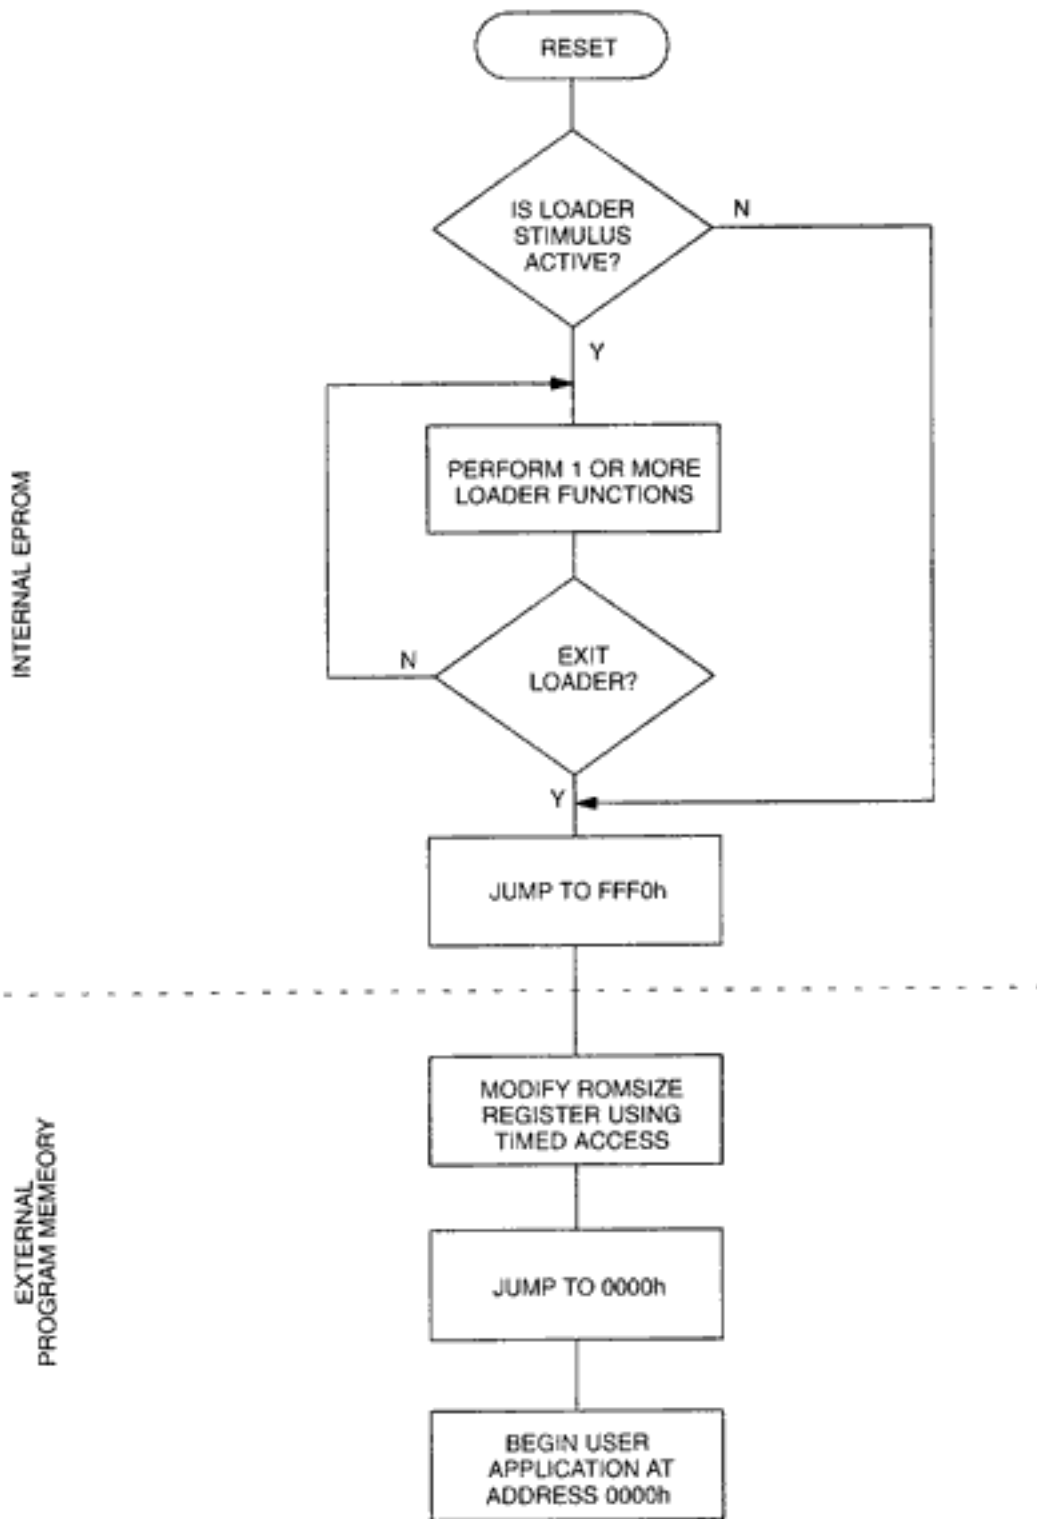 RESET
IS LOADER
STIMULUS
ACTIVE?
N
Y
PERFORM 1 OR MORE
LOADER FUNCTIONS
INTERNAL EPROM
EXIT
LOADER?
N
Y
JUMP TO FFF0h
MODIFY ROMSIZE
REGISTER USING
TIMED ACCESS
EXTERNAL
PROGRAM MEMEORY
JUMP TO 0000h
BEGIN USER
APPLICATION AT
ADDRESS 0000h